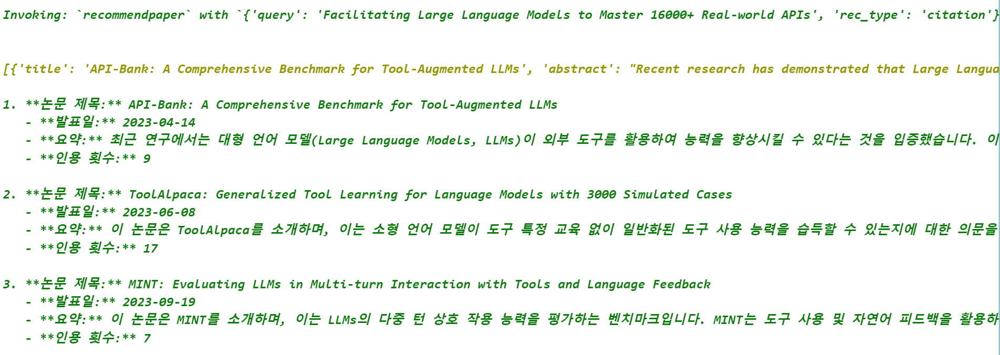 Invoking: `recommendpaper` with `{'query': 'Facilitating Large Language Models to Master 16000+ Real-world APIs', 'rec_type': 'citation'}
[{'title': 'API-Bank: A Comprehensive Benchmark for Tool-Augmented LLMs', 'abstract': "Recent research has demonstrated that Large Langua
1. **논문 제목:** API-Bank: A Comprehensive Benchmark for Tool-Augmented LLMs
- **발표일:** 2023-04-14
- **요약:** 최근 연구에서는 대형 언어 모델(Large Language Models, LLMs)이 외부 도구를 활용하여 능력을 향상시킬 수 있다는 것을 입증했습니다. 이
- **인용 횟수:** 9
2. **논문 제목:** ToolAlpaca: Generalized Tool Learning for Language Models with 3000 Simulated Cases
- **발표일:** 2023-06-08
- **요약:** 이 논문은 ToolAlpaca를 소개하며, 이는 소형 언어 모델이 도구 특정 교육 없이 일반화된 도구 사용 능력을 습득할 수 있는지에 대한 의문을
- **인용 횟수:** 17
3. **논문 제목:** MINT: Evaluating LLMs in Multi-turn Interaction with Tools and Language Feedback
- **발표일:** 2023-09-19
- **요약:** 이 논문은 MINT를 소개하며, 이는 LLMs의 다중 턴 상호 작용 능력을 평가하는 벤치마크입니다. MINT는 도구 사용 및 자연어 피드백을 활용하
- **인용 횟수:** 7